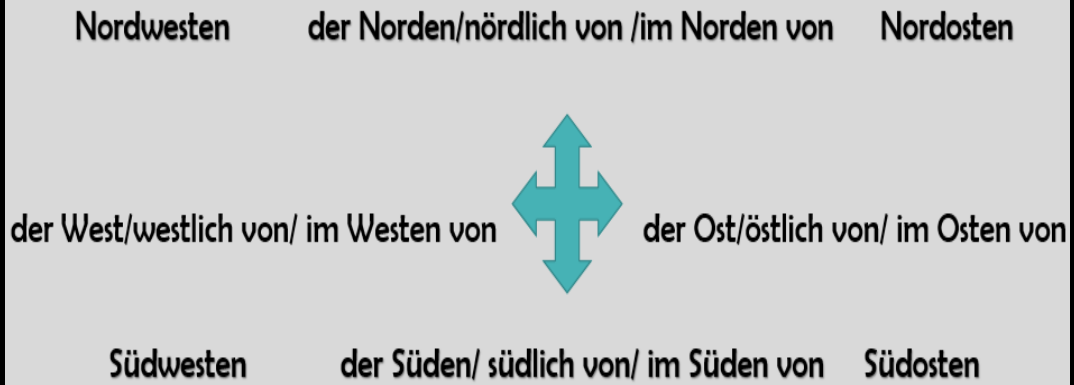 Nordwesten der Norden/nördlich von /im Norden von Nordosten
der West/westlich von/ im Westen von der Ost/östlich von/ im Osten von
Südwesten der Süden/ südlich von/ im Süden von Südosten